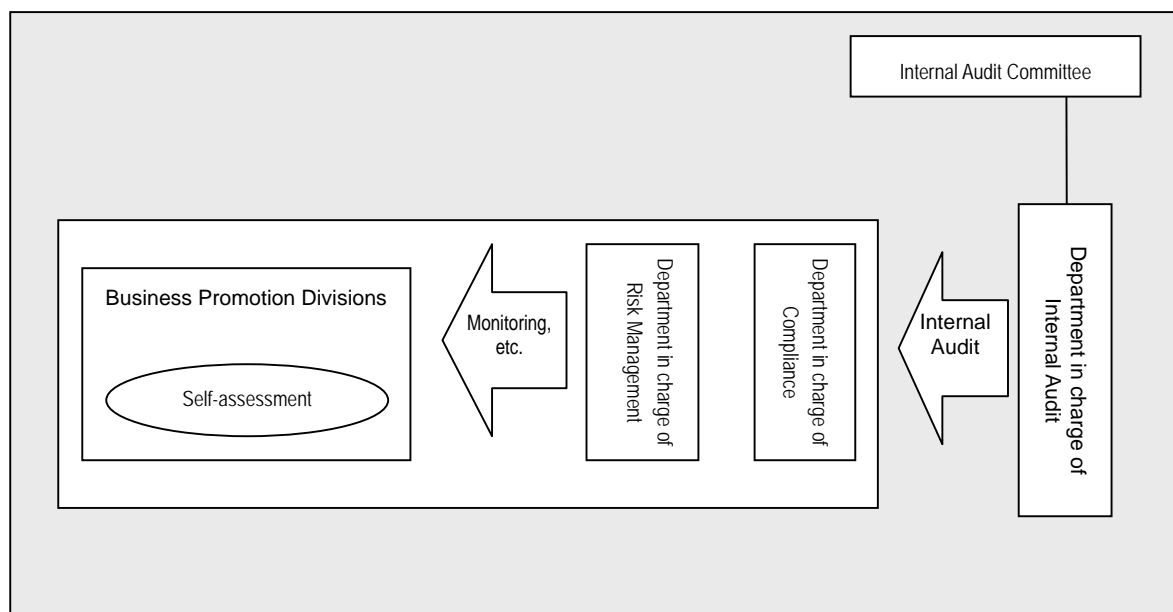 Internal Audit Committee
Business Promotion Divisions
Self-assessment
Monitoring,
etc.
Department in charge of
Risk Management
Department in charge of
Compliance
Internal
Audit
Department in charge of
Internal Audit